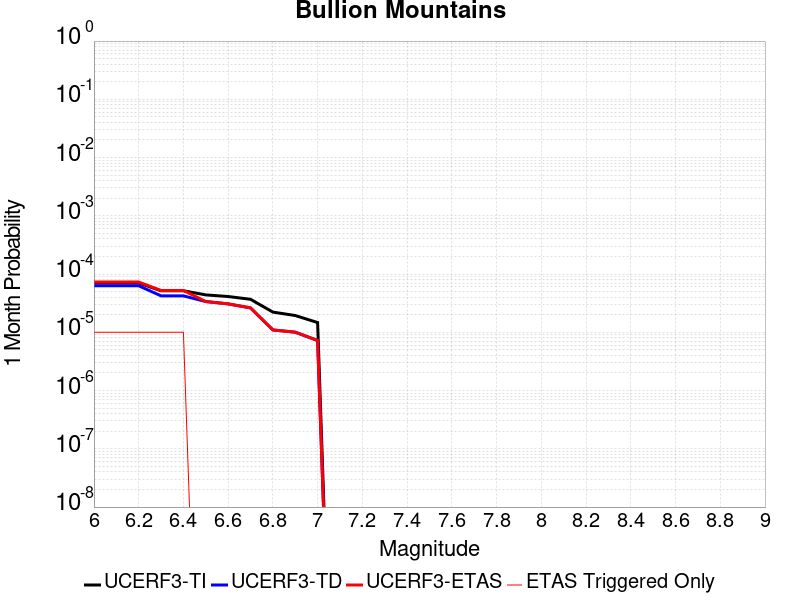 Bullion Mountains
10 0
10 -1
10 -2
10 -3
10 -4
10 -5
10 -6
10 -7
10 -8
1 Month Probability
6 6.2 6.4 6.6 6.8 7 7.2 7.4 7.6 7.8 8 8.2 8.4 8.6 8.8 9
Magnitude
UCERF3-TI UCERF3-TD UCERF3-ETAS ETAS Triggered Only